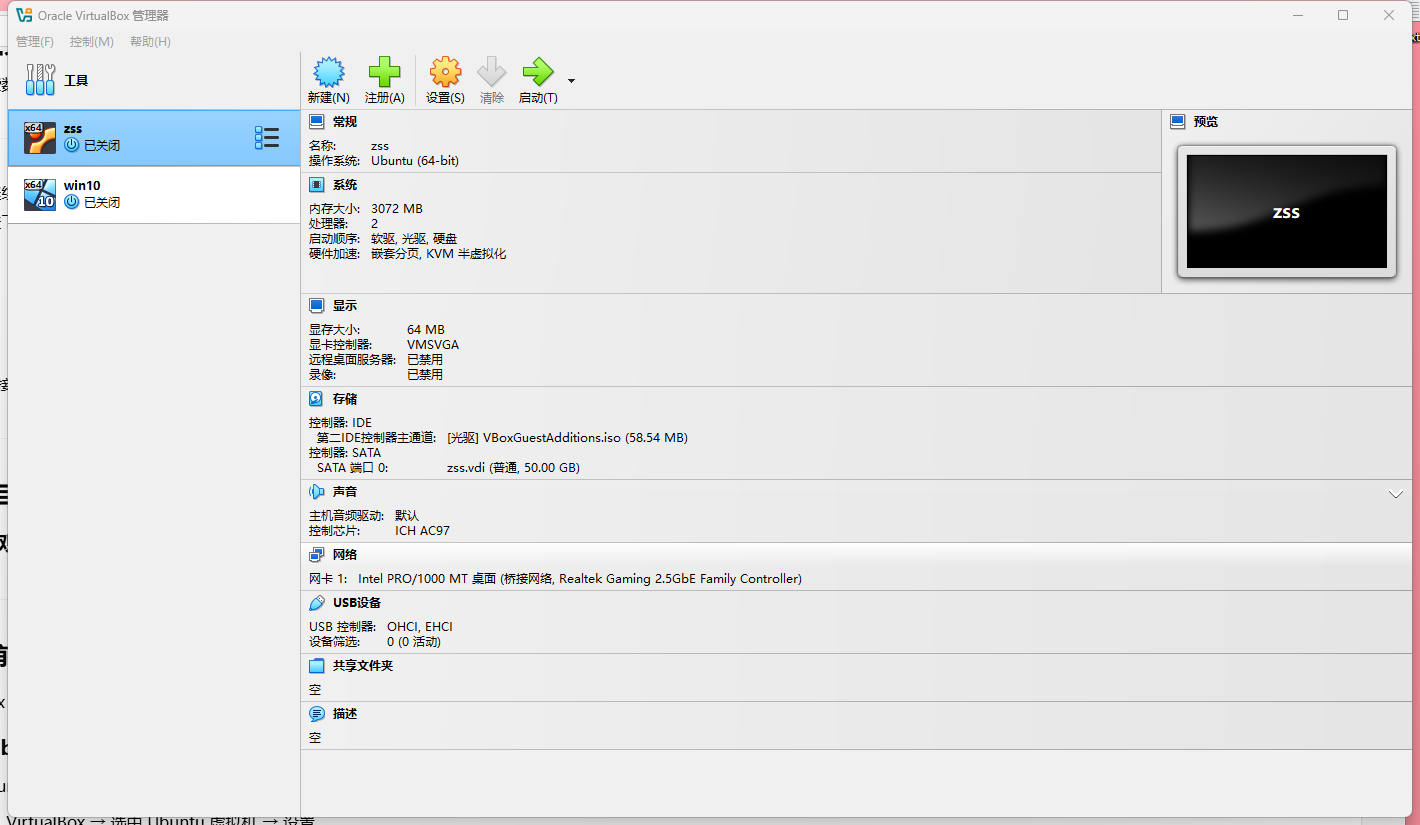 Oracle VirtualBox 管理器
管理(F) 控制(M) 帮助(H)
工具
新建(N) 注册(A) 设置(S) 清除 启动(T)
x64
zss
已关闭
x64
10
win10
已关闭
常规
名称: zss
操作系统: Ubuntu (64-bit)
系统
内存大小: 3072 MB
处理器: 2
启动顺序: 软驱, 光驱, 硬盘
硬件加速: 嵌套分页, KVM 半虚拟化
预览
zss
显示
显存大小: 64 MB
显卡控制器: VMSVGA
远程桌面服务器: 已禁用
录像: 已禁用
存储
控制器: IDE
第二IDE控制器主通道: [光驱] VBoxGuestAdditions.iso (58.54 MB)
控制器: SATA
SATA 端口 0: zss.vdi (普通, 50.00 GB)
声音
主机音频驱动: 默认
控制芯片: ICH AC97
网络
网卡 1: Intel PRO/1000 MT 桌面 (桥接网络, Realtek Gaming 2.5GbE Family Controller)
USB设备
USB 控制器: OHCI, EHCI
设备筛选: 0 (0 活动)
共享文件夹
空
描述
空
VirtualBox → 选中 Ubuntu 虚拟机 → 设置